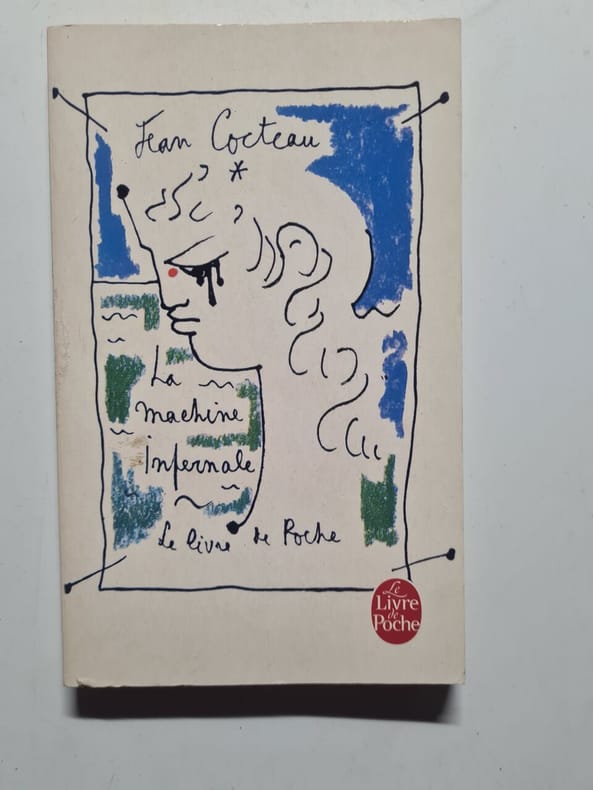 Jean Cocteau
*
La
machine
infernale
Le livre de Poche
Le
Livre
de
Poche